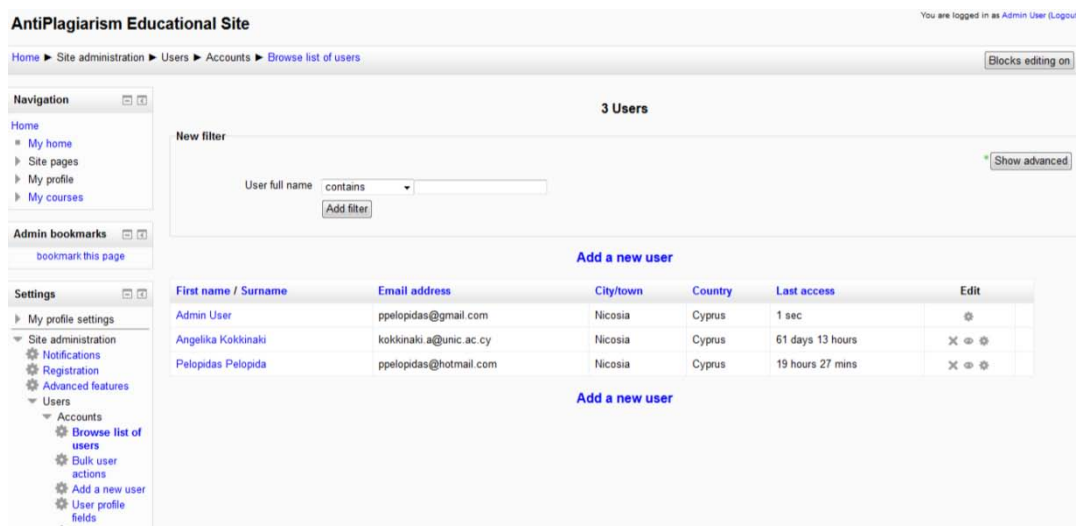 AntiPlagiarism Educational Site
You are logged in as Admin User (Logout
Home ► Site administration ► Users ► Accounts ► Browse list of users
Blocks editing on
Navigation
Home
My home
Site pages
My profile
My courses
Admin bookmarks
bookmark this page
Settings
My profile settings
Site administration
Notifications
Registration
Advanced features
Users
Accounts
Browse list of
users
Bulk user
actions
Add a new user
User profile
fields
3 Users
New filter
* Show advanced
User full name contains
Add filter
Add a new user
First name / Surname Email address City/town Country Last access Edit
Admin User ppelopidas@gmail.com Nicosia Cyprus 1 sec
Angelika Kokkinaki kokkinaki.a@unic.ac.cy Nicosia Cyprus 61 days 13 hours
Pelopidas Pelopida ppelopidas@hotmail.com Nicosia Cyprus 19 hours 27 mins
Add a new user